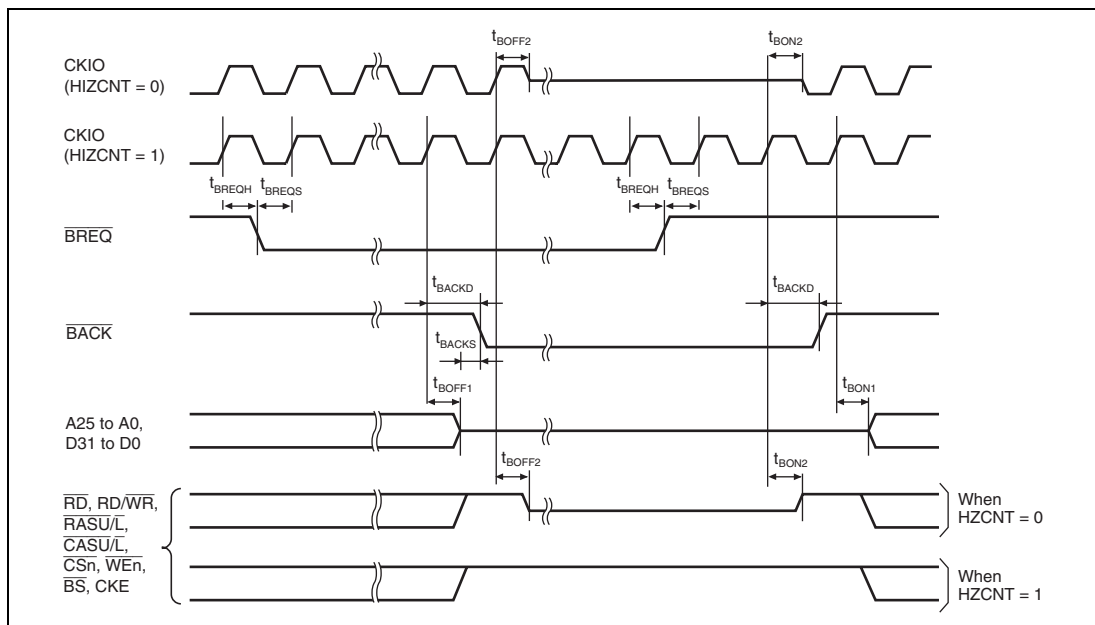 tBOFF2
tBON2
CKIO
(HIZCNT = 0)
CKIO
(HIZCNT = 1)
tBREQH
tBREQS
tBREQH
tBREQS
BREQ
tBACKD
tBACKD
BACK
tBACKS
tBOFF1
tBON1
A25 to A0,
D31 to D0
tBOFF2
tBON2
RD, RD/WR,
RASU/L,
CASU/L,
CSn, WEn,
BS, CKE
When
HZCNT = 0
When
HZCNT = 1